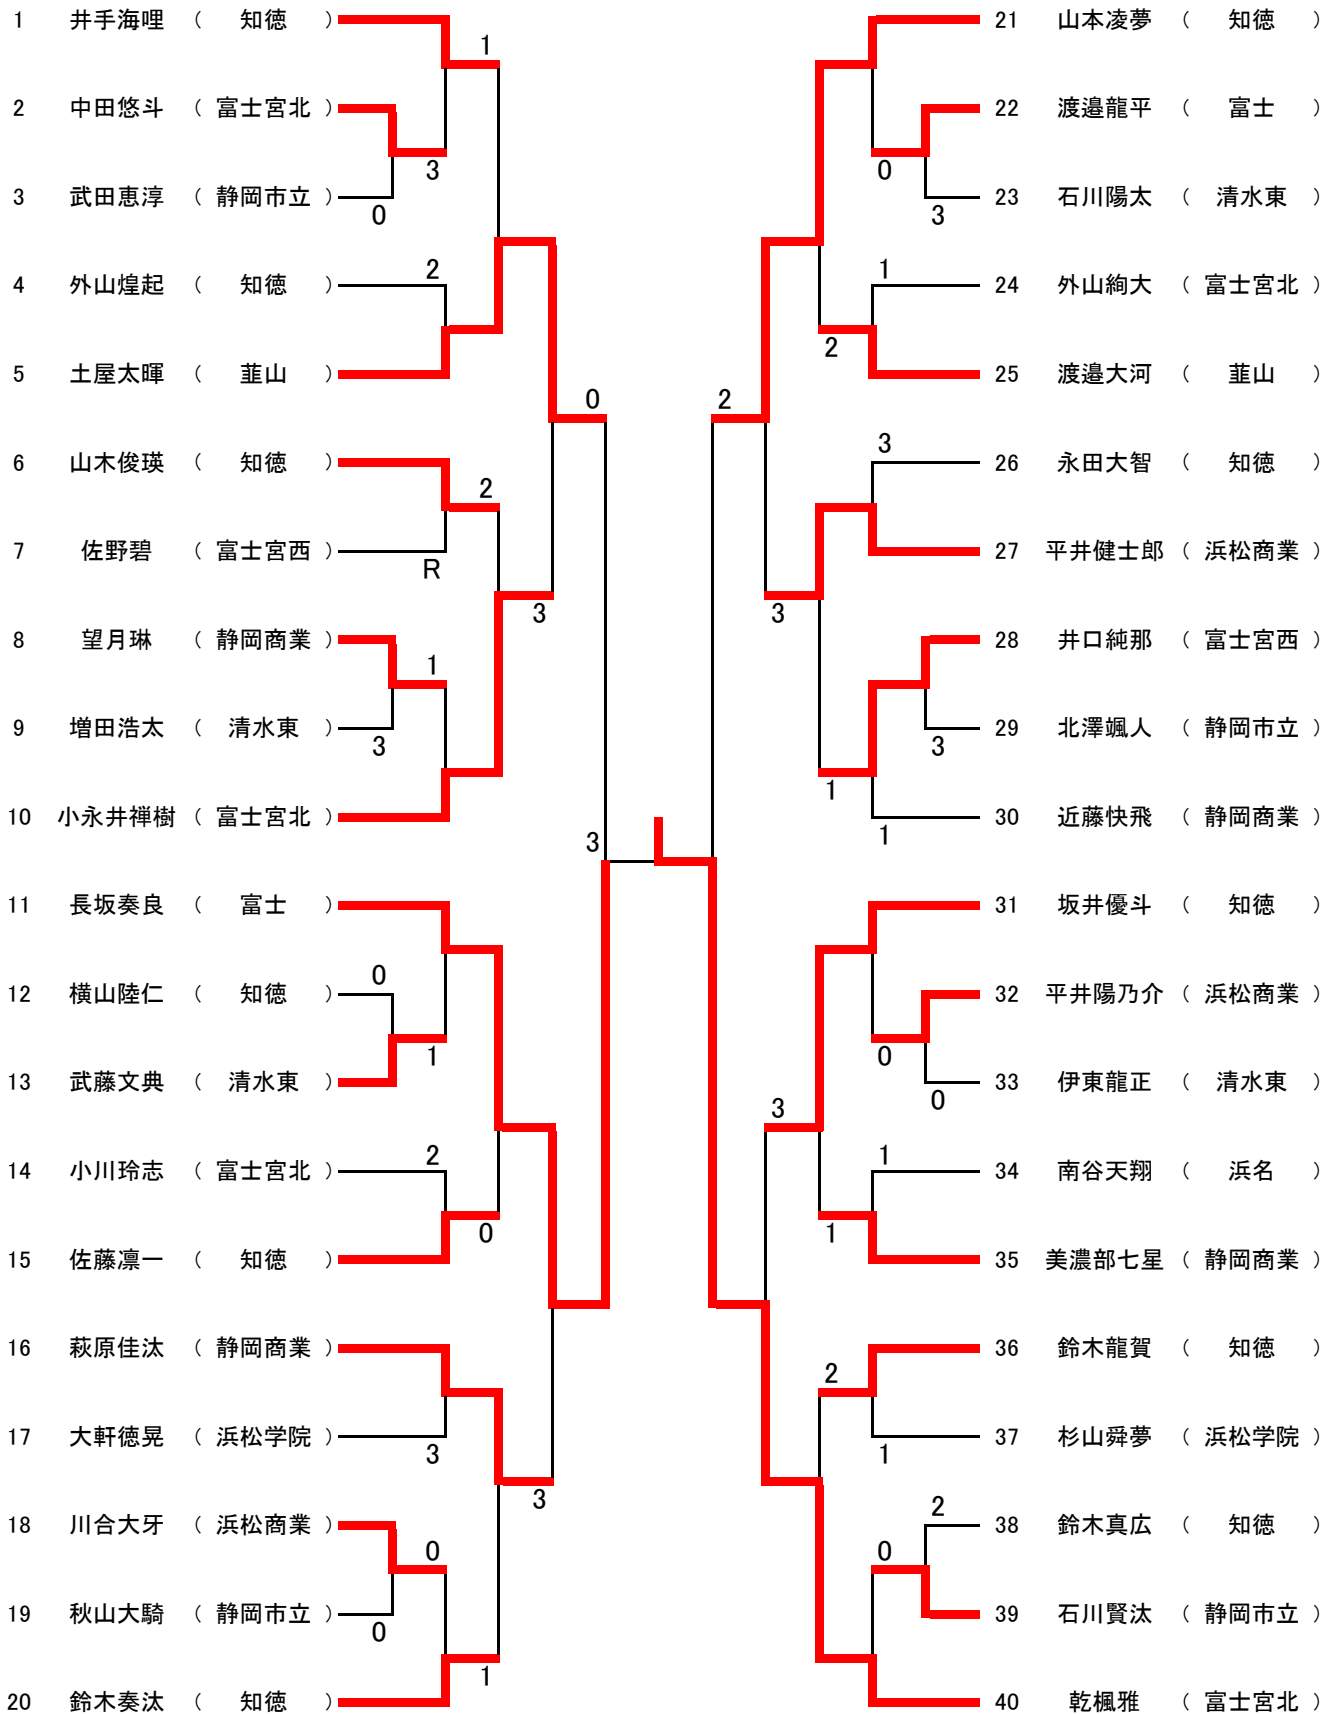 1 井手海哩 （ 知徳 ）
1
2 中田悠斗 （ 富士宮北 ）
3
3 武田恵淳 （ 静岡市立 ）
0
4 外山煌起 （ 知徳 ）
2
5 土屋太暉 （ 韮山 ）
0
6 山木俊瑛 （ 知徳 ）
2
7 佐野碧 （ 富士宮西 ）
R
3
8 望月琳 （ 静岡商業 ）
1
9 増田浩太 （ 清水東 ）
3
10 小永井禅樹 （ 富士宮北 ）
3
11 長坂奏良 （ 富士 ）
12 横山陸仁 （ 知徳 ）
0
1
13 武藤文典 （ 清水東 ）
14 小川玲志 （ 富士宮北 ）
2
0
15 佐藤凛一 （ 知徳 ）
16 萩原佳汰 （ 静岡商業 ）
17 大軒徳晃 （ 浜松学院 ）
3
3
18 川合大牙 （ 浜松商業 ）
0
19 秋山大騎 （ 静岡市立 ）
0
1
20 鈴木奏汰 （ 知徳 ）
21 山本凌夢 （ 知徳 ）
22 渡邉龍平 （ 富士 ）
0
23 石川陽太 （ 清水東 ）
3
24 外山絢大 （ 富士宮北 ）
1
2
25 渡邉大河 （ 韮山 ）
2
26 永田大智 （ 知徳 ）
3
27 平井健士郎 （ 浜松商業 ）
3
28 井口純那 （ 富士宮西 ）
29 北澤颯人 （ 静岡市立 ）
3
1
30 近藤快飛 （ 静岡商業 ）
1
31 坂井優斗 （ 知徳 ）
32 平井陽乃介 （ 浜松商業 ）
0
33 伊東龍正 （ 清水東 ）
0
3
34 南谷天翔 （ 浜名 ）
1
1
35 美濃部七星 （ 静岡商業 ）
36 鈴木龍賀 （ 知徳 ）
2
37 杉山舜夢 （ 浜松学院 ）
1
38 鈴木真広 （ 知徳 ）
2
0
39 石川賢汰 （ 静岡市立 ）
40 乾楓雅 （ 富士宮北 ）